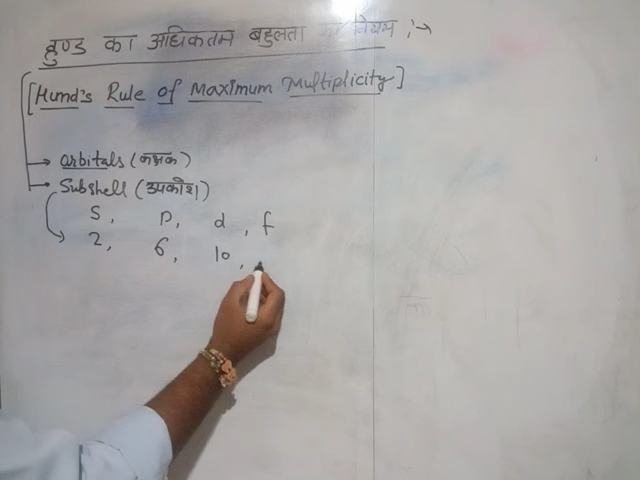 हुण्ड का अधिकतम बहुलता का नियम :→
[Hund's Rule of Maximum Multiplicity]
→ orbitals (कक्षक)
→ Subshell (उपकोश)
S, P, d, f
2, 6, 10,